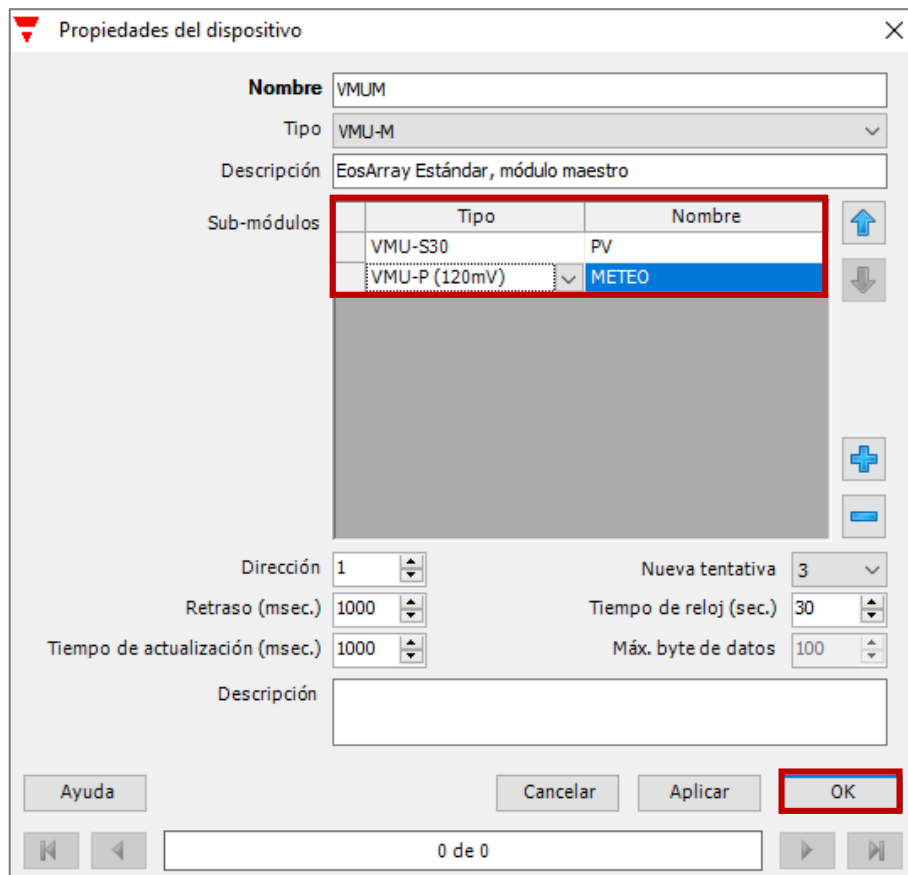 Propiedades del dispositivo
Nombre VMUM
Tipo VMU-M
Descripción EosArray Estándar, módulo maestro
Sub-módulos Tipo Nombre
VMU-S30 PV
VMU-P (120mV) METEO
Dirección 1 Nueva tentativa 3
Retraso (msec.) 1000 Tiempo de reloj (sec.) 30
Tiempo de actualización (msec.) 1000 Máx. byte de datos 100
Descripción
Ayuda Cancelar Aplicar OK
0 de 0